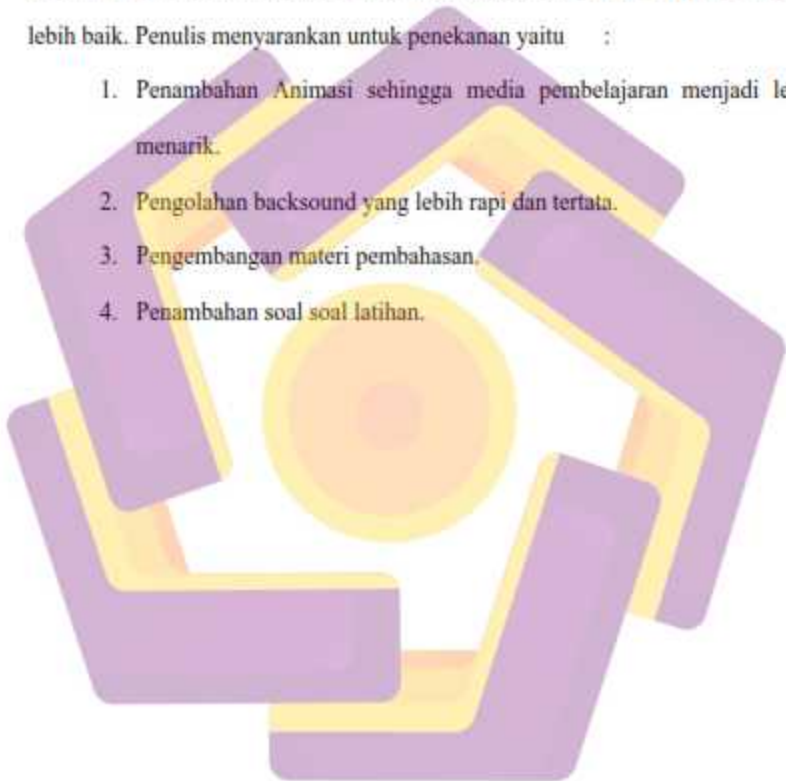 lebih baik. Penulis menyarankan untuk penekanan yaitu :
1. Penambahan Animasi sehingga media pembelajaran menjadi
menarik.
2. Pengolahan backsound yang lebih rapi dan tertata.
3. Pengembangan materi pembahasan.
4. Penambahan soal soal latihan.